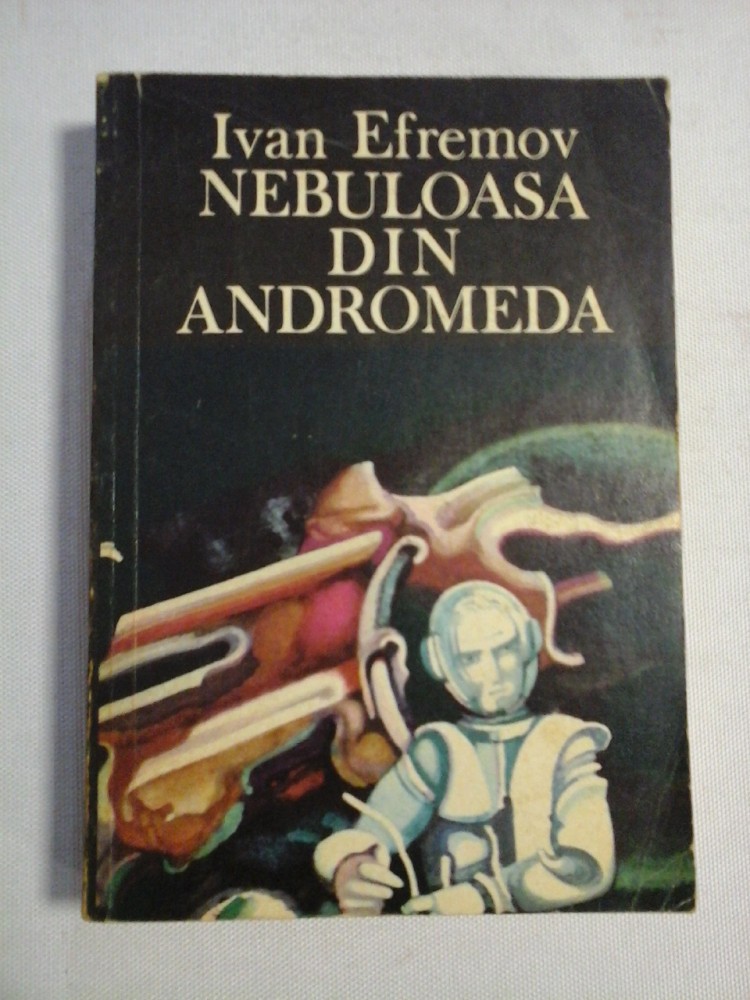 Ivan Efremov
NEBULOASA
DIN
ANDROMEDA